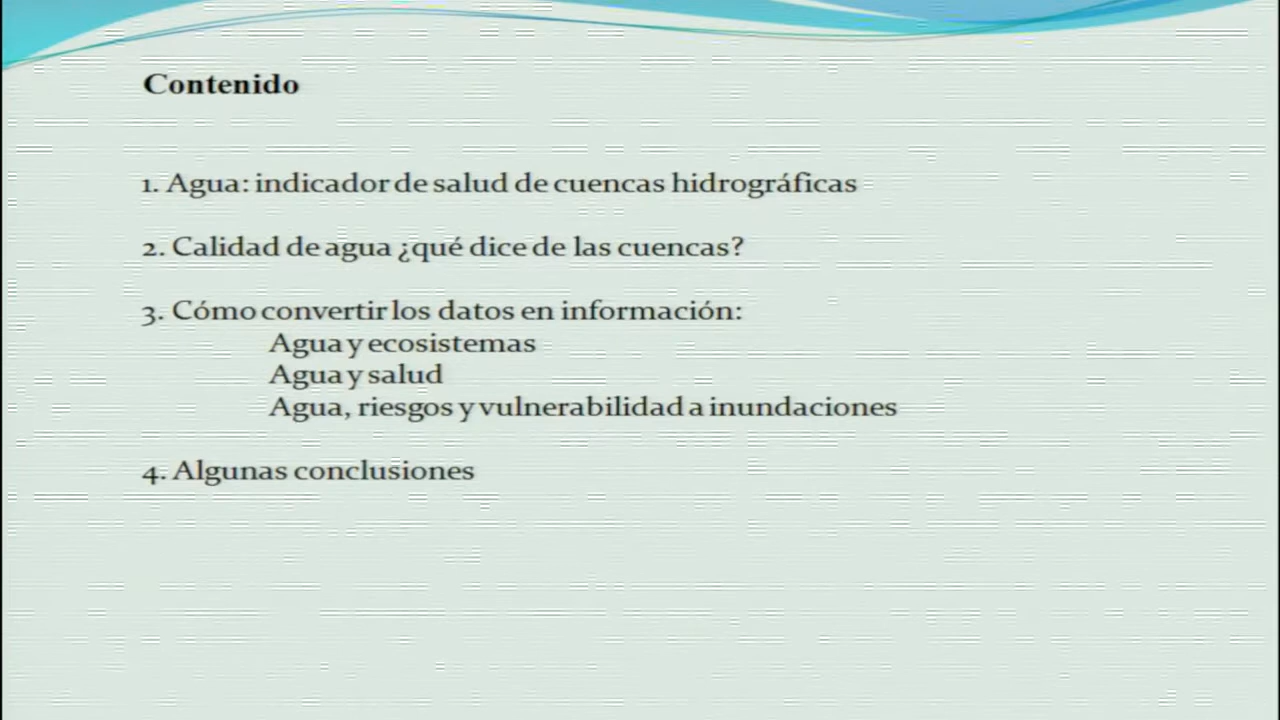 Contenido
1. Agua: indicador de salud de cuencas hidrográficas
2. Calidad de agua ¿qué dice de las cuencas?
3. Cómo convertir los datos en información:
Agua y ecosistemas
Agua y salud
Agua, riesgos y vulnerabilidad a inundaciones
4. Algunas conclusiones